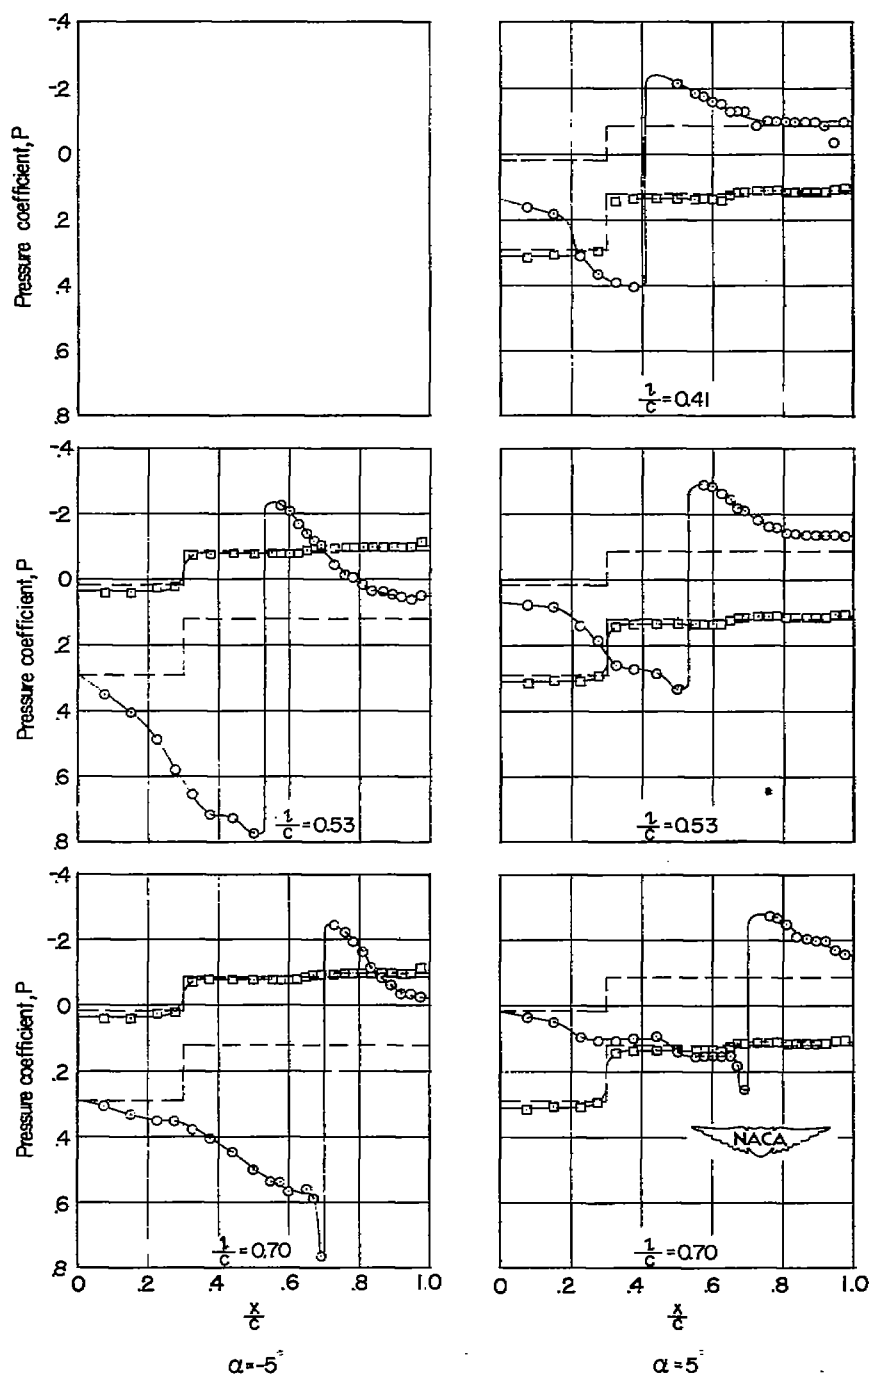 -.4
-.2
0
.2
.4
.6
.8
Pressure coefficient, P
l/c = 0.41
-.4
-.2
0
.2
.4
.6
.8
Pressure coefficient, P
l/c = 0.53
l/c = 0.53
-.4
-.2
0
.2
.4
.6
.8
Pressure coefficient, P
NACA
l/c = 0.70
l/c = 0.70
0 .2 .4 .6 .8 1.0
0 .2 .4 .6 .8 1.0
x/c
x/c
α=-5°
α=5°